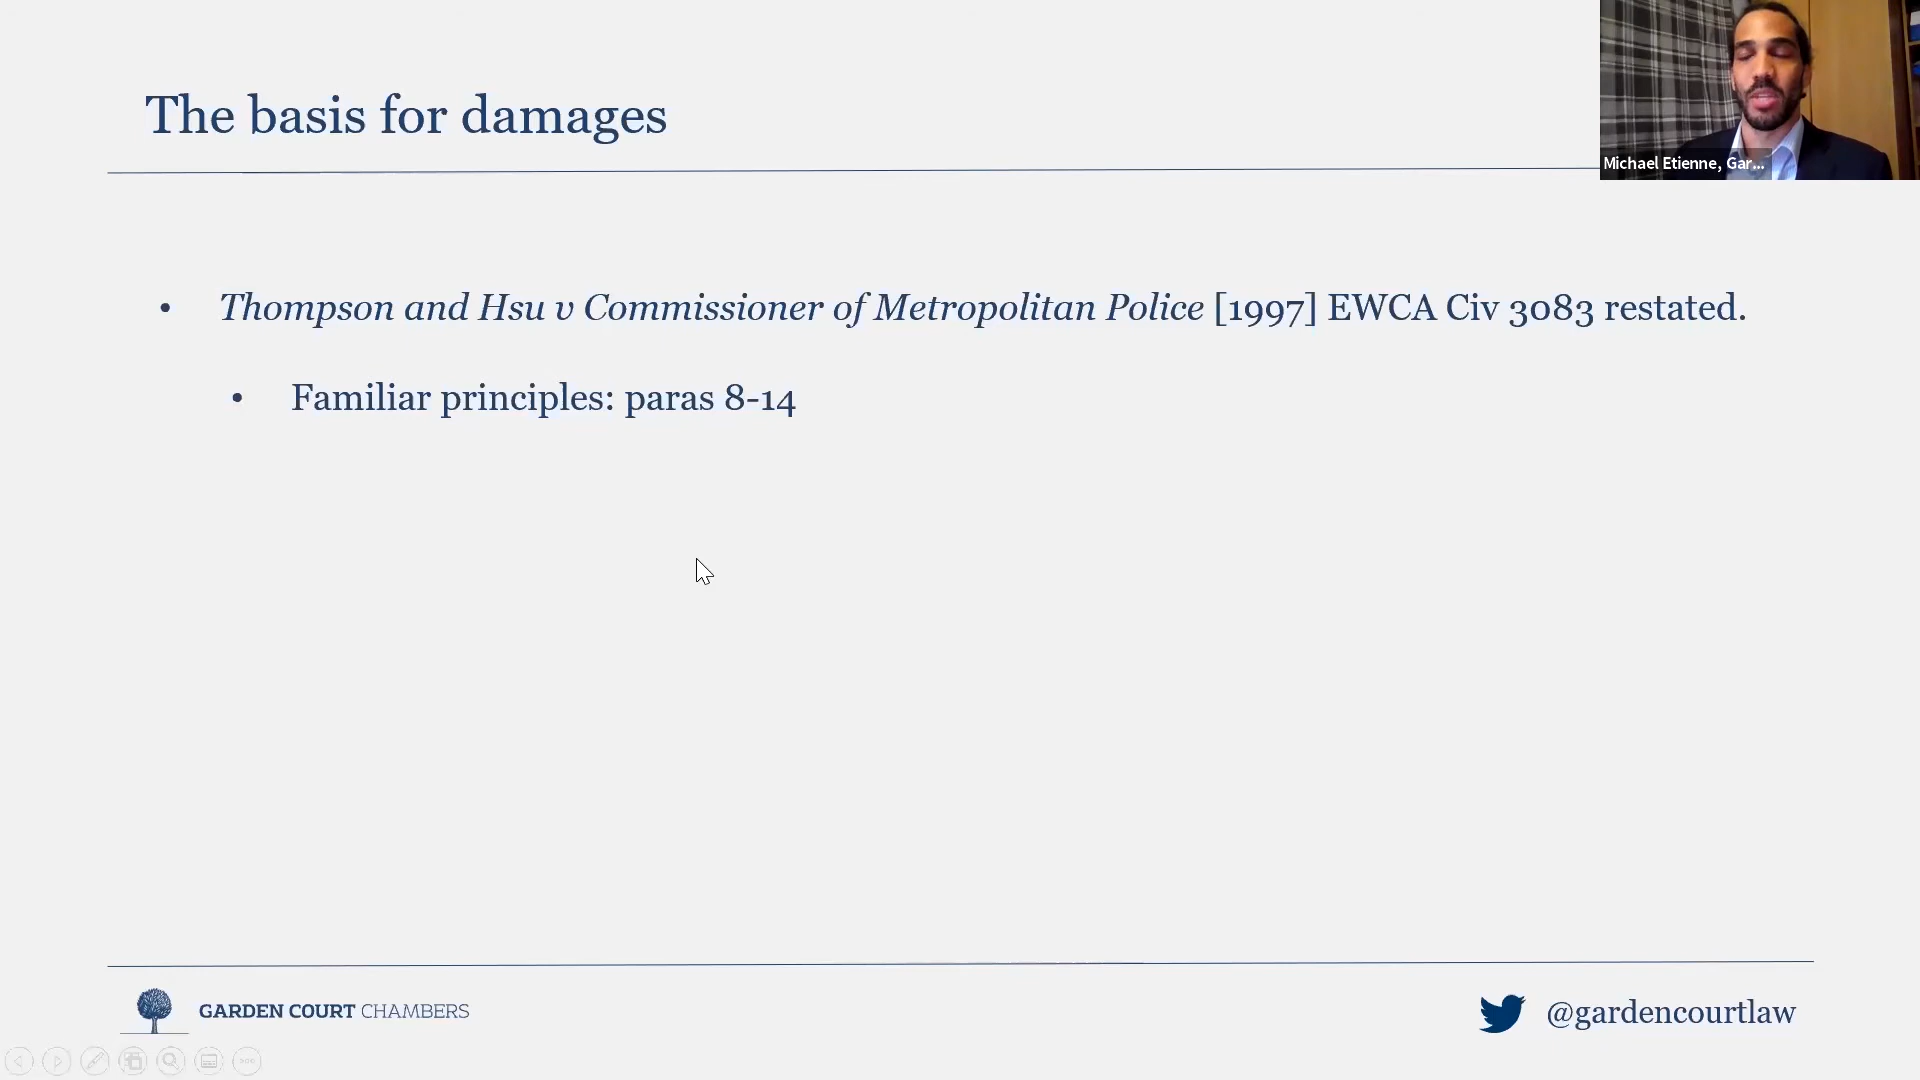 The basis for damages
Michael Etienne, Gar...
• Thompson and Hsu v Commissioner of Metropolitan Police [1997] EWCA Civ 3083 restated.
• Familiar principles: paras 8-14
GARDEN COURT CHAMBERS
@gardencourtlaw